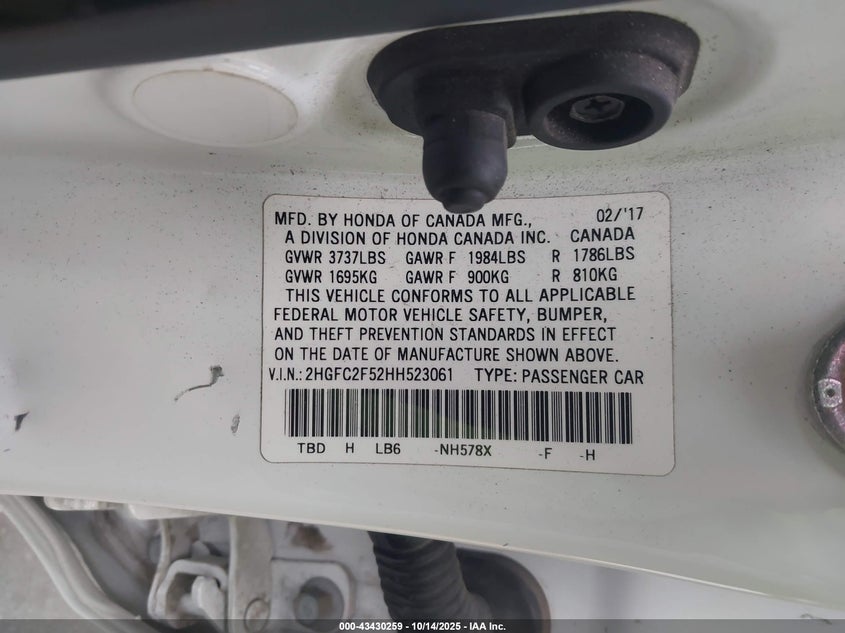 MFD. BY HONDA OF CANADA MFG., 02/'17
A DIVISION OF HONDA CANADA INC. CANADA
GVWR 3737LBS GAWR F 1984LBS R 1786LBS
GVWR 1695KG GAWR F 900KG R 810KG
THIS VEHICLE CONFORMS TO ALL APPLICABLE
FEDERAL MOTOR VEHICLE SAFETY, BUMPER,
AND THEFT PREVENTION STANDARDS IN EFFECT
ON THE DATE OF MANUFACTURE SHOWN ABOVE.
V.I.N.: 2HGFC2F52HH523061 TYPE: PASSENGER CAR
TBD H LB6 -NH578X -F -H
000-43430259 - 10/14/2025 - IAA Inc.